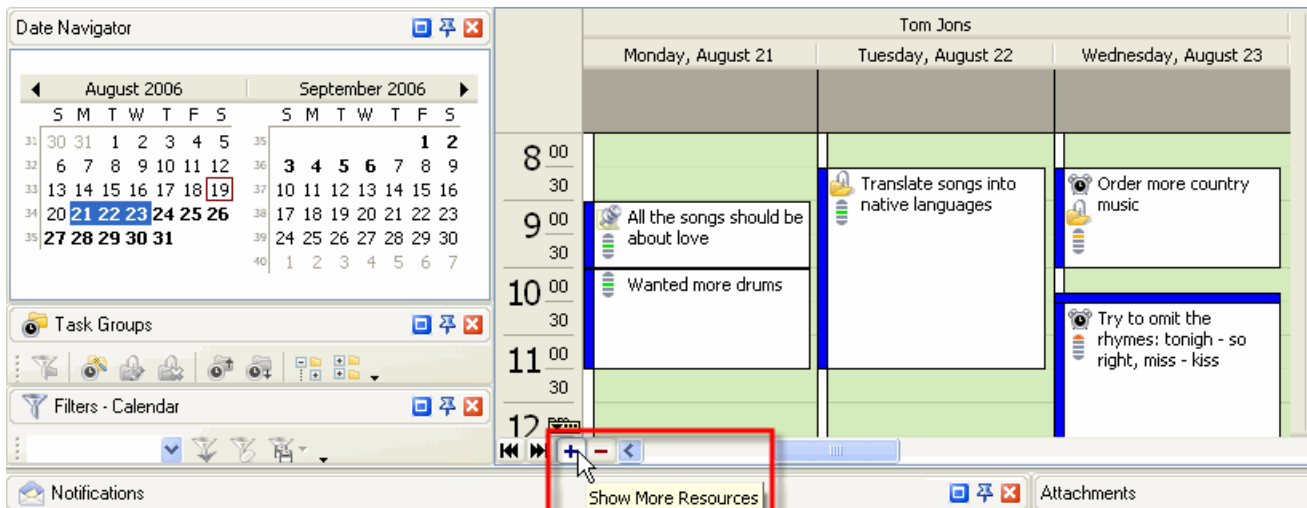 Date Navigator
August 2006
S M T W T F S
31 30 31 1 2 3 4 5
32 6 7 8 9 10 11 12
33 13 14 15 16 17 18 19
34 20 21 22 23 24 25 26
35 27 28 29 30 31
September 2006
S M T W T F S
35 1 2
36 3 4 5 6 7 8 9
37 10 11 12 13 14 15 16
38 17 18 19 20 21 22 23
39 24 25 26 27 28 29 30
40 1 2 3 4 5 6 7
Task Groups
Filters - Calendar
Tom Jons
Monday, August 21
Tuesday, August 22
Wednesday, August 23
8 00
30
9 00
30
10 00
30
11 00
30
12
All the songs should be
about love
Wanted more drums
Translate songs into
native languages
Order more country
music
Try to omit the
rhymes: tonigh - so
right, miss - kiss
Show More Resources
Notifications
Attachments